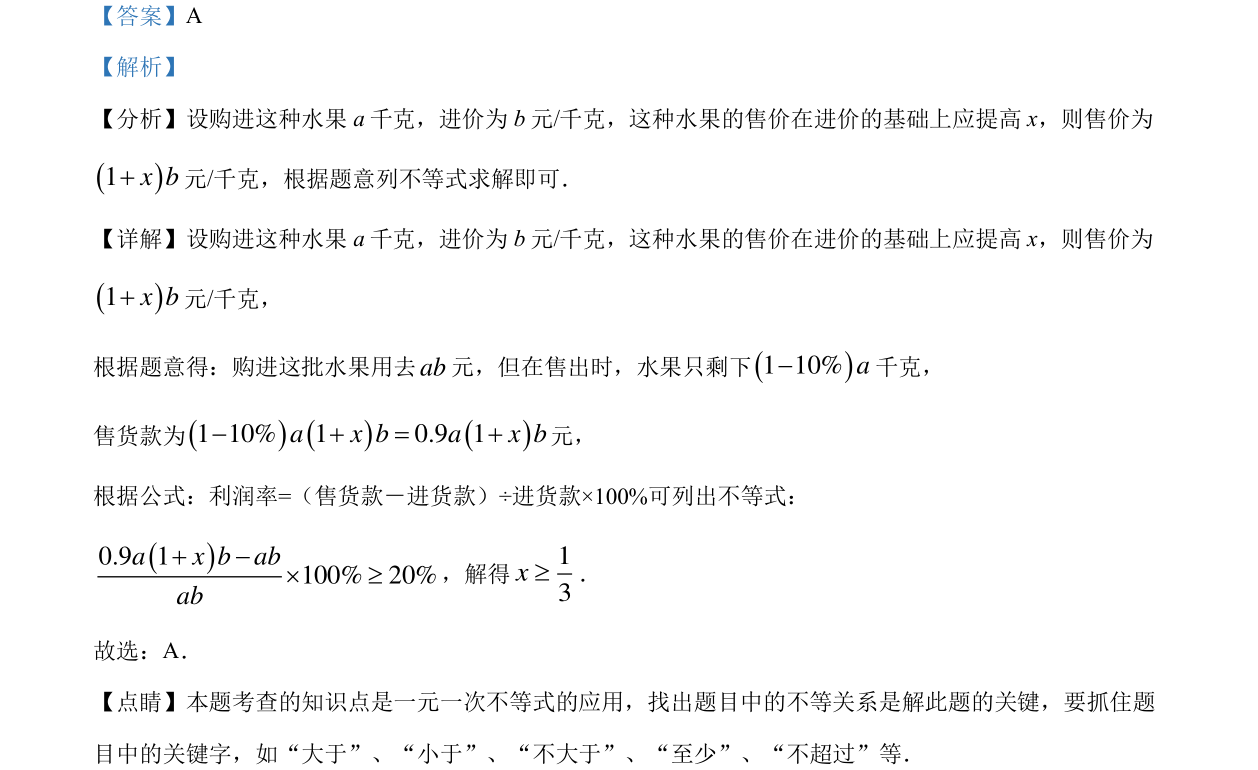 【答案】A
【解析】
【分析】设购进这种水果 a 千克，进价为 b 元/千克，这种水果的售价在进价的基础上应提高 x，则售价为
(1+x)b 元/千克，根据题意列不等式求解即可．
【详解】设购进这种水果 a 千克，进价为 b 元/千克，这种水果的售价在进价的基础上应提高 x，则售价为
(1+x)b 元/千克，
根据题意得：购进这批水果用去 ab 元，但在售出时，水果只剩下 (1−10%)a 千克，
售货款为 (1−10%)a(1+x)b=0.9a(1+x)b 元，
根据公式：利润率=（售货款－进货款）÷进货款×100%可列出不等式：
\frac{0.9a(1+x)b−ab}{ab}×100%≥20%，解得 x≥\frac{1}{3}．
故选：A．
【点睛】本题考查的知识点是一元一次不等式的应用，找出题目中的不等关系是解此题的关键，要抓住题
目中的关键字，如“大于”、“小于”、“不大于”、“至少”、“不超过”等．